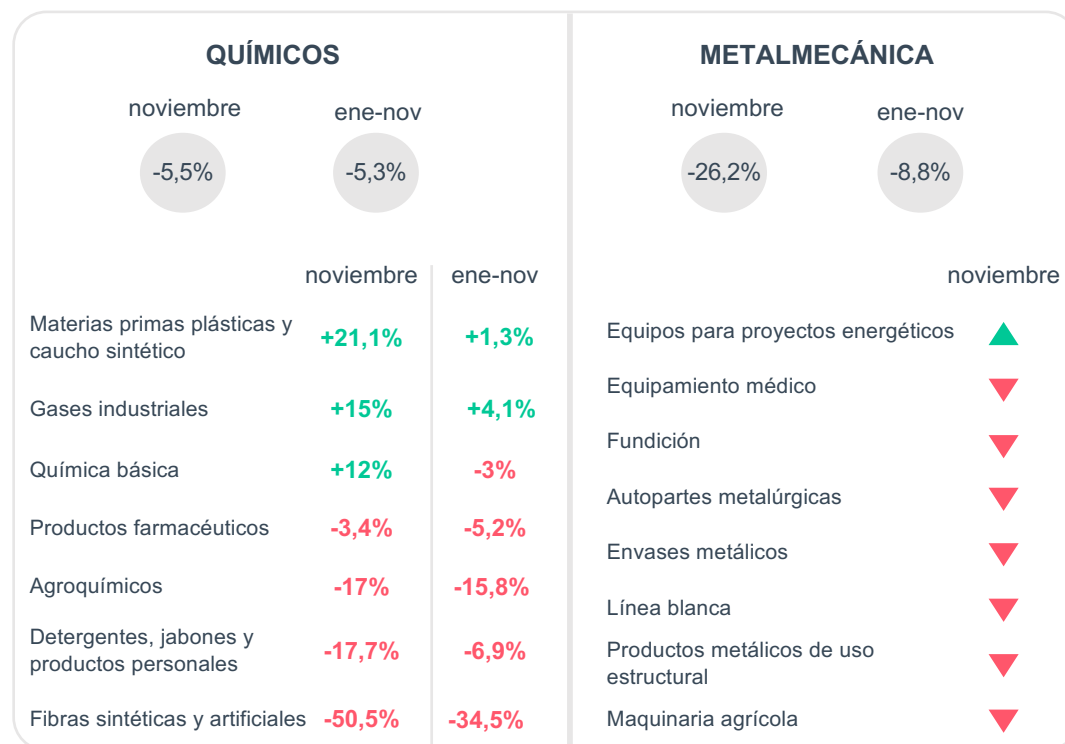 QUÍMICOS
noviembre
ene-nov
-5,5%
-5,3%
noviembre
ene-nov
Materias primas plásticas y
caucho sintético
+21,1%
+1,3%
Gases industriales
+15%
+4,1%
Química básica
+12%
-3%
Productos farmacéuticos
-3,4%
-5,2%
Agroquímicos
-17%
-15,8%
Detergentes, jabones y
productos personales
-17,7%
-6,9%
Fibras sintéticas y artificiales
-50,5%
-34,5%
METALMECÁNICA
noviembre
ene-nov
-26,2%
-8,8%
noviembre
Equipos para proyectos energéticos
Equipamiento médico
Fundición
Autopartes metalúrgicas
Envases metálicos
Línea blanca
Productos metálicos de uso
estructural
Maquinaria agrícola